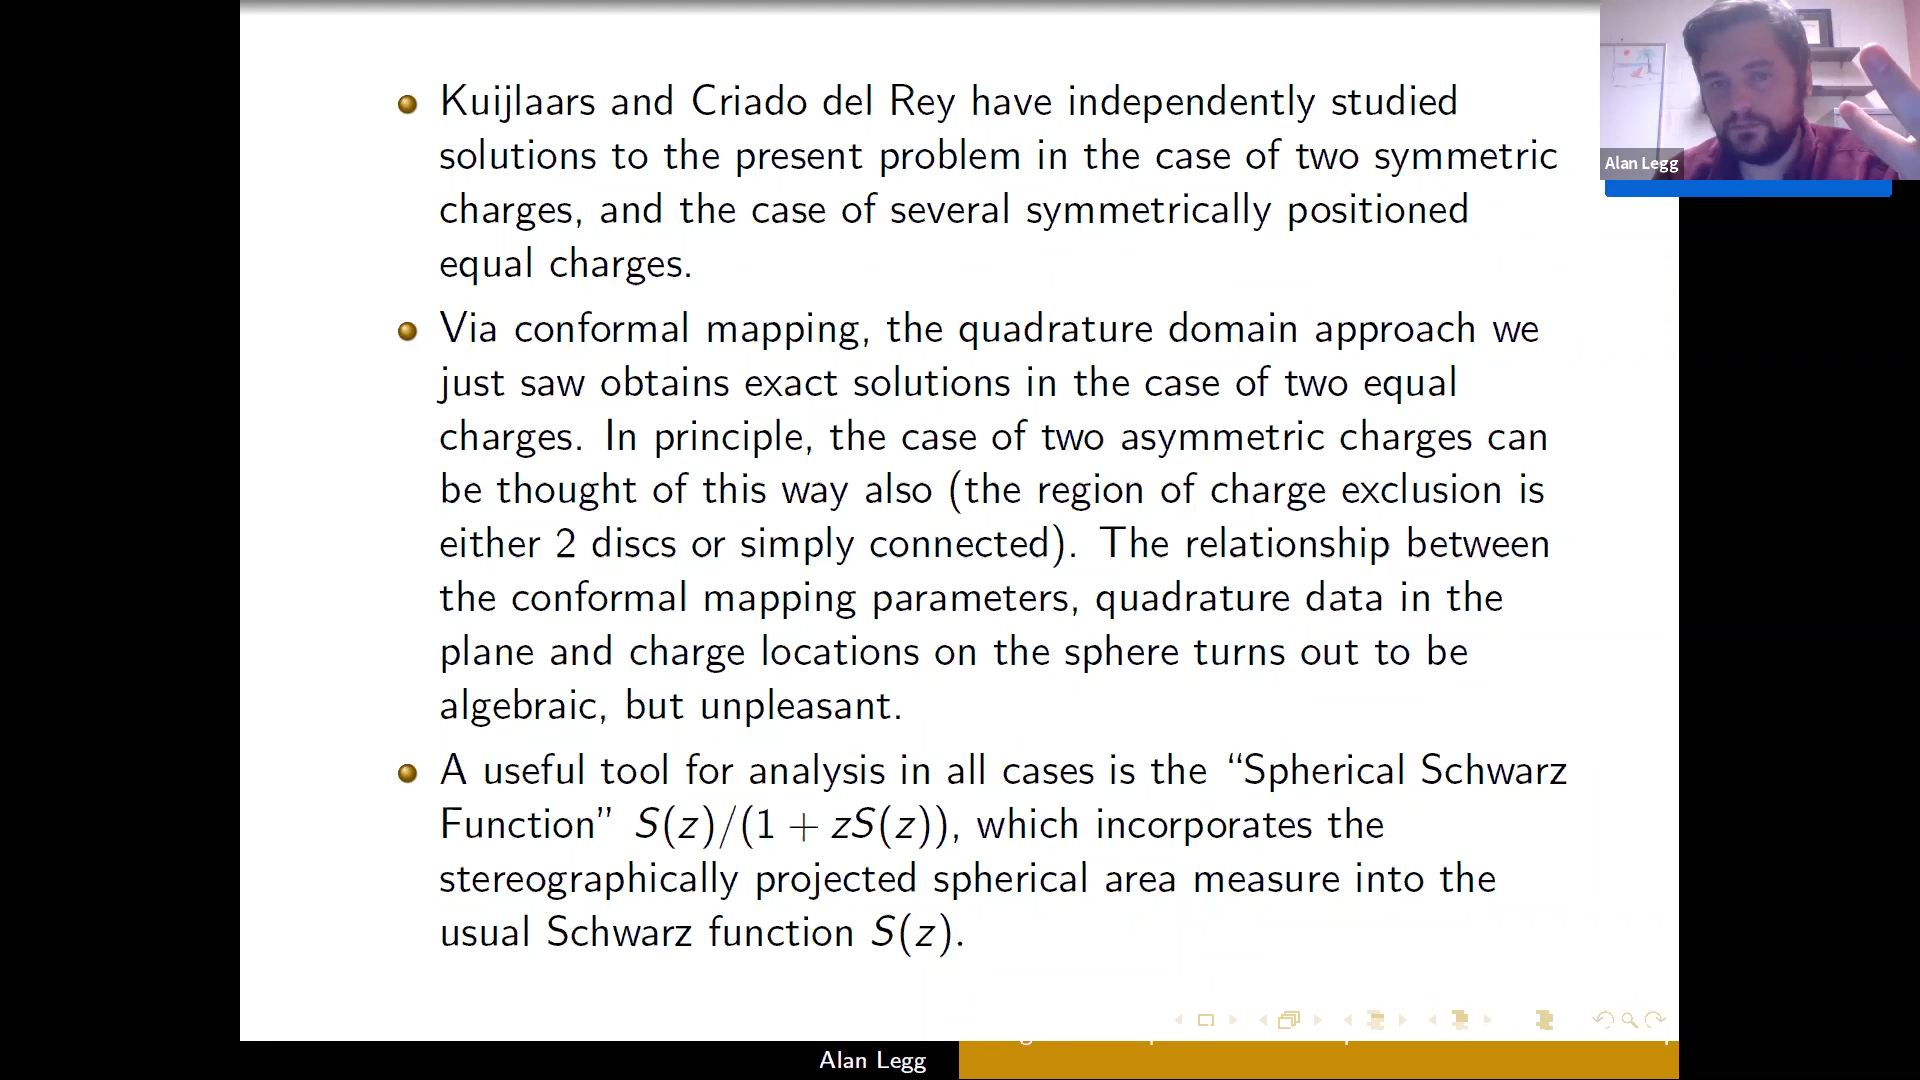 Kuijlaars and Criado del Rey have independently studied
solutions to the present problem in the case of two symmetric
charges, and the case of several symmetrically positioned
equal charges.
Via conformal mapping, the quadrature domain approach we
just saw obtains exact solutions in the case of two equal
charges. In principle, the case of two asymmetric charges can
be thought of this way also (the region of charge exclusion is
either 2 discs or simply connected). The relationship between
the conformal mapping parameters, quadrature data in the
plane and charge locations on the sphere turns out to be
algebraic, but unpleasant.
A useful tool for analysis in all cases is the “Spherical Schwarz
Function” S(z)/(1 + zS(z)), which incorporates the
stereographically projected spherical area measure into the
usual Schwarz function S(z).
Alan Legg
Alan Legg